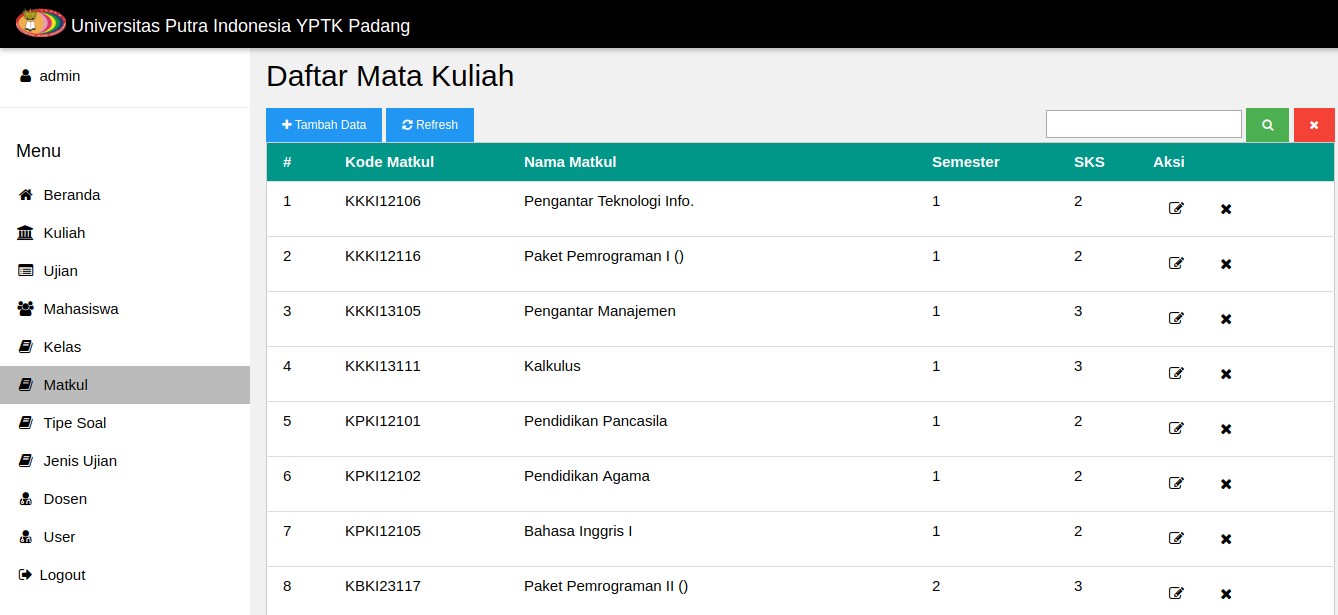 Universitas Putra Indonesia YPTK Padang
admin
Menu
Beranda
Kuliah
Ujian
Mahasiswa
Kelas
Matkul
Tipe Soal
Jenis Ujian
Dosen
User
Logout
Daftar Mata Kuliah
Tambah Data Refresh
# Kode Matkul Nama Matkul Semester SKS Aksi
1 KKKI12106 Pengantar Teknologi Info. 1 2
2 KKKI12116 Paket Pemrograman I () 1 2
3 KKKI13105 Pengantar Manajemen 1 3
4 KKKI13111 Kalkulus 1 3
5 KPKI12101 Pendidikan Pancasila 1 2
6 KPKI12102 Pendidikan Agama 1 2
7 KPKI12105 Bahasa Inggris I 1 2
8 KBKI23117 Paket Pemrograman II () 2 3